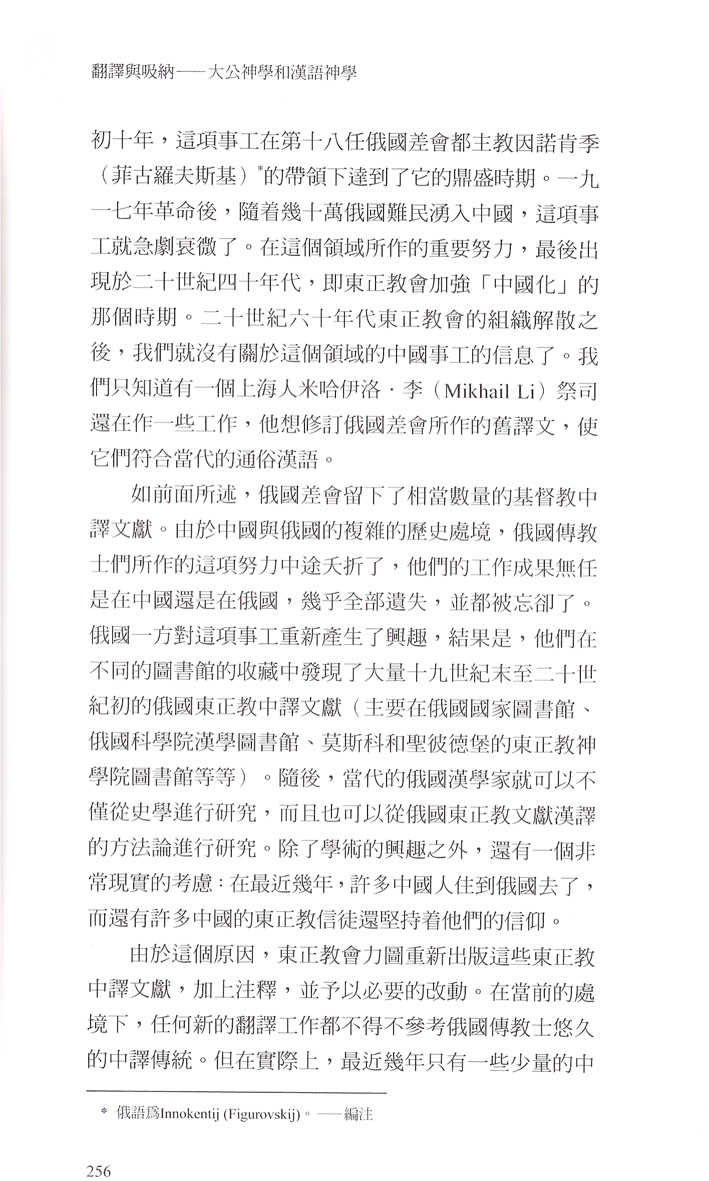 翻譯與吸納——大公神學和漢語神學
初十年，這項事工在第十八任俄國差會都主教因諾肯季
（菲古羅夫斯基）*的帶領下達到了它的鼎盛時期。一九
一七年革命後，隨着幾十萬俄國難民湧入中國，這項事
工就急劇衰微了。在這個領域所作的重要努力，最後出
現於二十世紀四十年代，即東正教會加強「中國化」的
那個時期。二十世紀六十年代東正教會的組織解散之
後，我們就沒有關於這個領域的中國事工的信息了。我
們只知道有一個上海人米哈伊洛·李（Mikhail Li）祭司
還在作一些工作，他想修訂俄國差會所作的舊譯文，使
它們符合當代的通俗漢語。
如前面所述，俄國差會留下了相當數量的基督教中
譯文獻。由於中國與俄國的複雜的歷史處境，俄國傳教
士們所作的這項努力中途夭折了，他們的工作成果無任
是在中國還是在俄國，幾乎全部遺失，並都被忘卻了。
俄國一方對這項事工重新產生了興趣，結果是，他們在
不同的圖書館的收藏中發現了大量十九世紀末至二十世
紀初的俄國東正教中譯文獻（主要在俄國國家圖書館、
俄國科學院漢學圖書館、莫斯科和聖彼德堡的東正教神
學院圖書館等等）。隨後，當代的俄國漢學家就可以不
僅從史學進行研究，而且也可以從俄國東正教文獻漢譯
的方法論進行研究。除了學術的興趣之外，還有一個非
常現實的考慮：在最近幾年，許多中國人住到俄國去了，
而還有許多中國的東正教信徒還堅持着他們的信仰。
由於這個原因，東正教會力圖重新出版這些東正教
中譯文獻，加上注釋，並予以必要的改動。在當前的處
境下，任何新的翻譯工作都不得不參考俄國傳教士悠久
的中譯傳統。但在實際上，最近幾年只有一些少量的中
* 俄語爲Innokentij (Figurovskij)。——編注
256